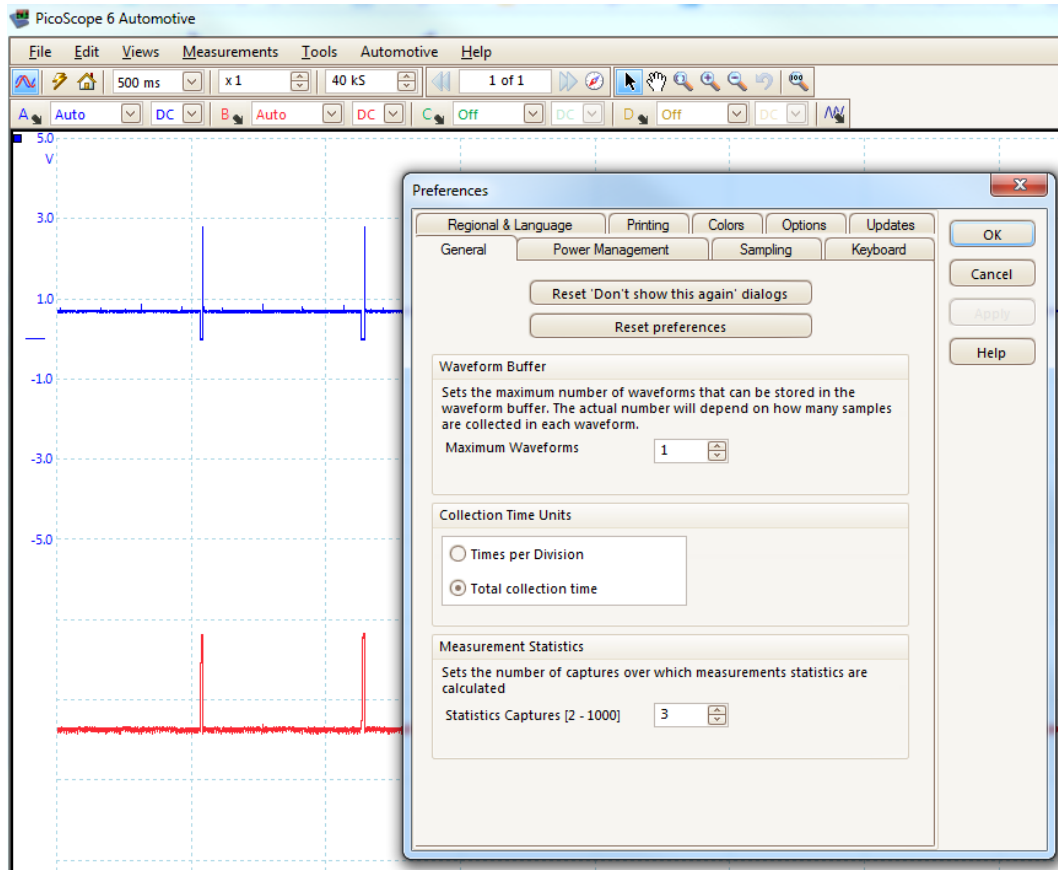 PicoScope 6 Automotive
File Edit Views Measurements Tools Automotive Help
500 ms x 1 40 kS 1 of 1
A Auto DC B Auto DC C Off DC D Off DC
5.0
V
3.0
1.0
-1.0
-3.0
-5.0
Preferences
Regional & Language Printing Colors Options Updates
General Power Management Sampling Keyboard
OK
Cancel
Apply
Help
Reset 'Don't show this again' dialogs
Reset preferences
Waveform Buffer
Sets the maximum number of waveforms that can be stored in the
waveform buffer. The actual number will depend on how many samples
are collected in each waveform.
Maximum Waveforms 1
Collection Time Units
Times per Division
Total collection time
Measurement Statistics
Sets the number of captures over which measurements statistics are
calculated
Statistics Captures [2 - 1000] 3